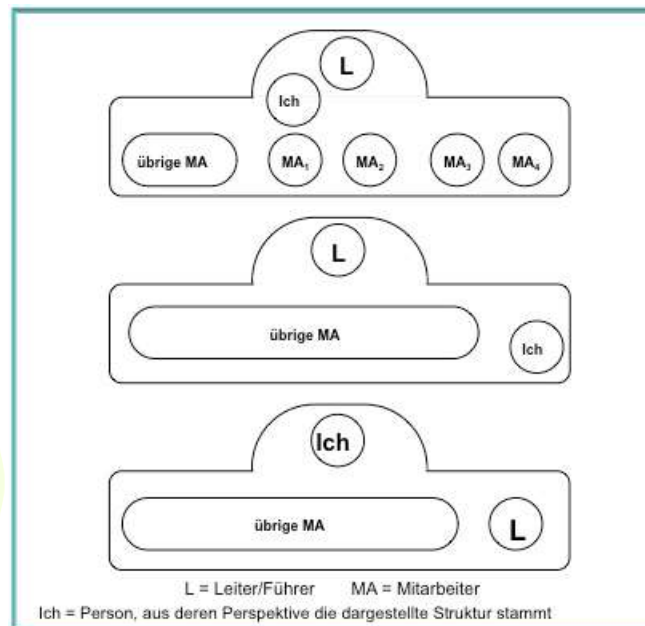 L
Ich
übrige MA MA₁ MA₂ MA₃ MA₄
L
übrige MA
Ich
Ich
übrige MA L
L = Leiter/Führer MA = Mitarbeiter
Ich = Person, aus deren Perspektive die dargestellte Struktur stammt